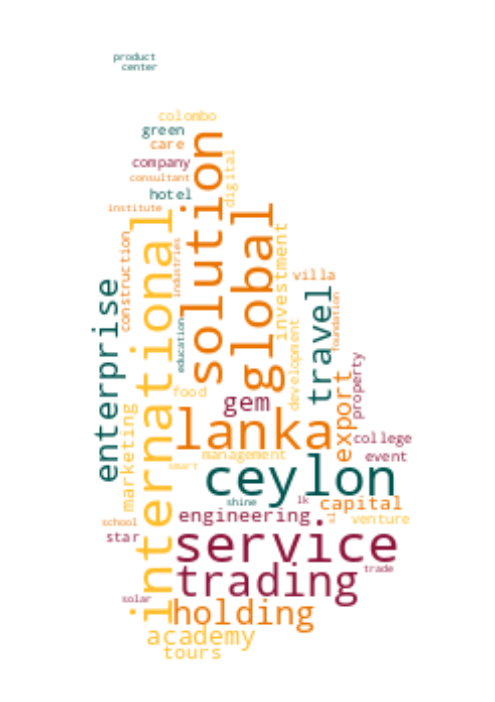 product
center
colombo
green
care
company
consultant
hotel
institute
solution
digital
international
global
industries
construction
investment
villa
enterprise
travel
foundation
education
development
property
food
gem
export
marketing
lanka
college
management
event
smart
ceylon
shine
lk
capital
engineering
sl
venture
school
star
service
trading
trade
solar
holding
academy
tours